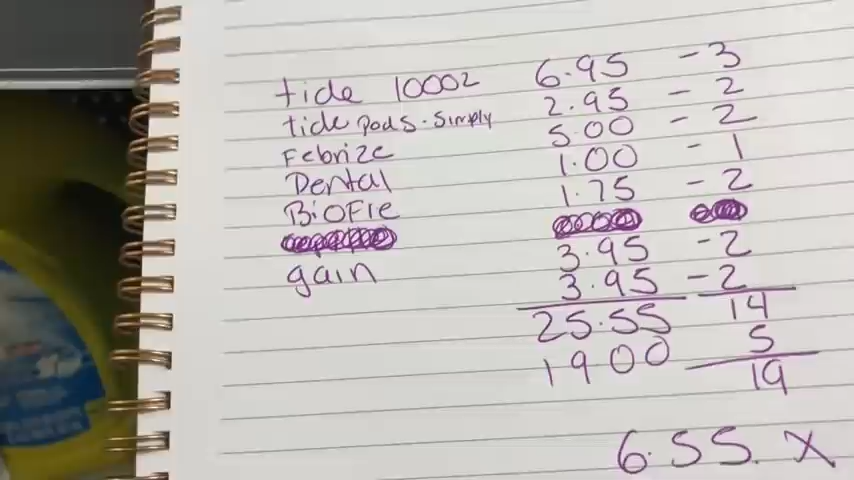 tide 100oz 6.95 - 3
tide pods. simply 2.95 - 2
Febrize 5.00 - 2
Dental 1.00 - 1
BioFre 1.75 - 2
gain 3.95 - 2
3.95 - 2
25.55 14
1900 5
19
6.55. X